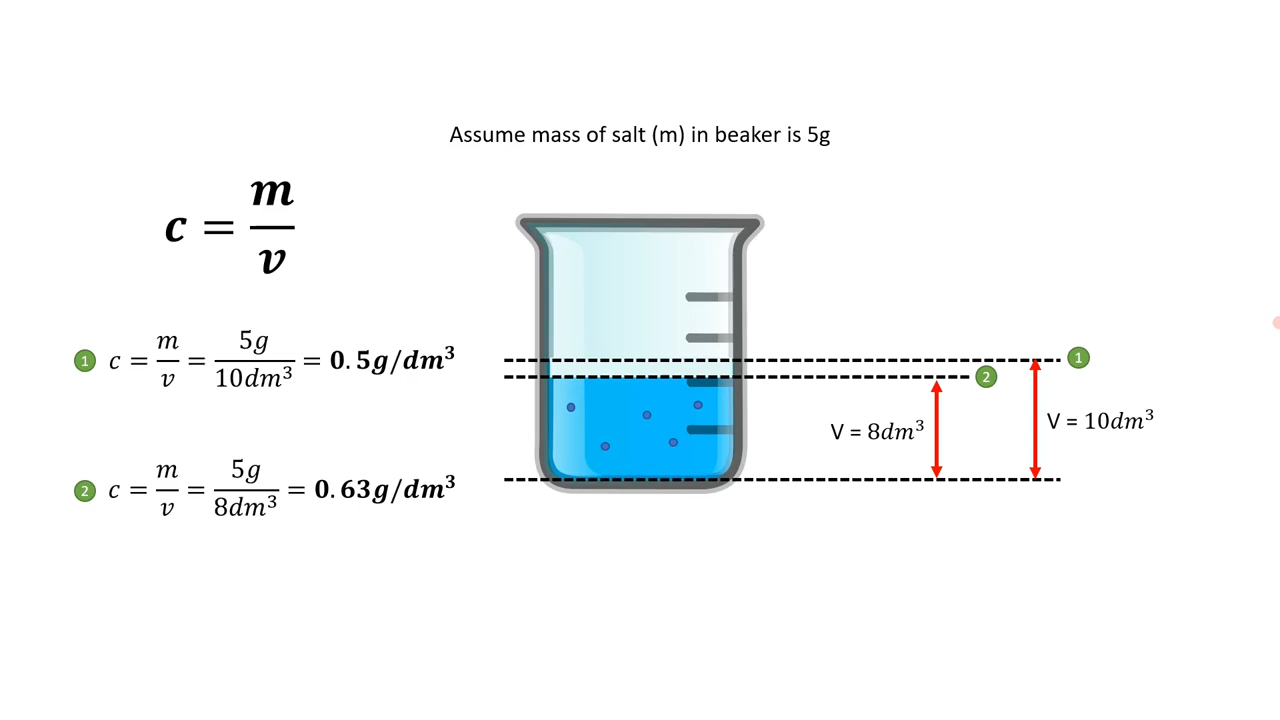 Assume mass of salt (m) in beaker is 5g
c = m/v
1 c = m/v = 5g/10dm³ = 0.5g/dm³
2 c = m/v = 5g/8dm³ = 0.63g/dm³
1
2
V = 8dm³
V = 10dm³